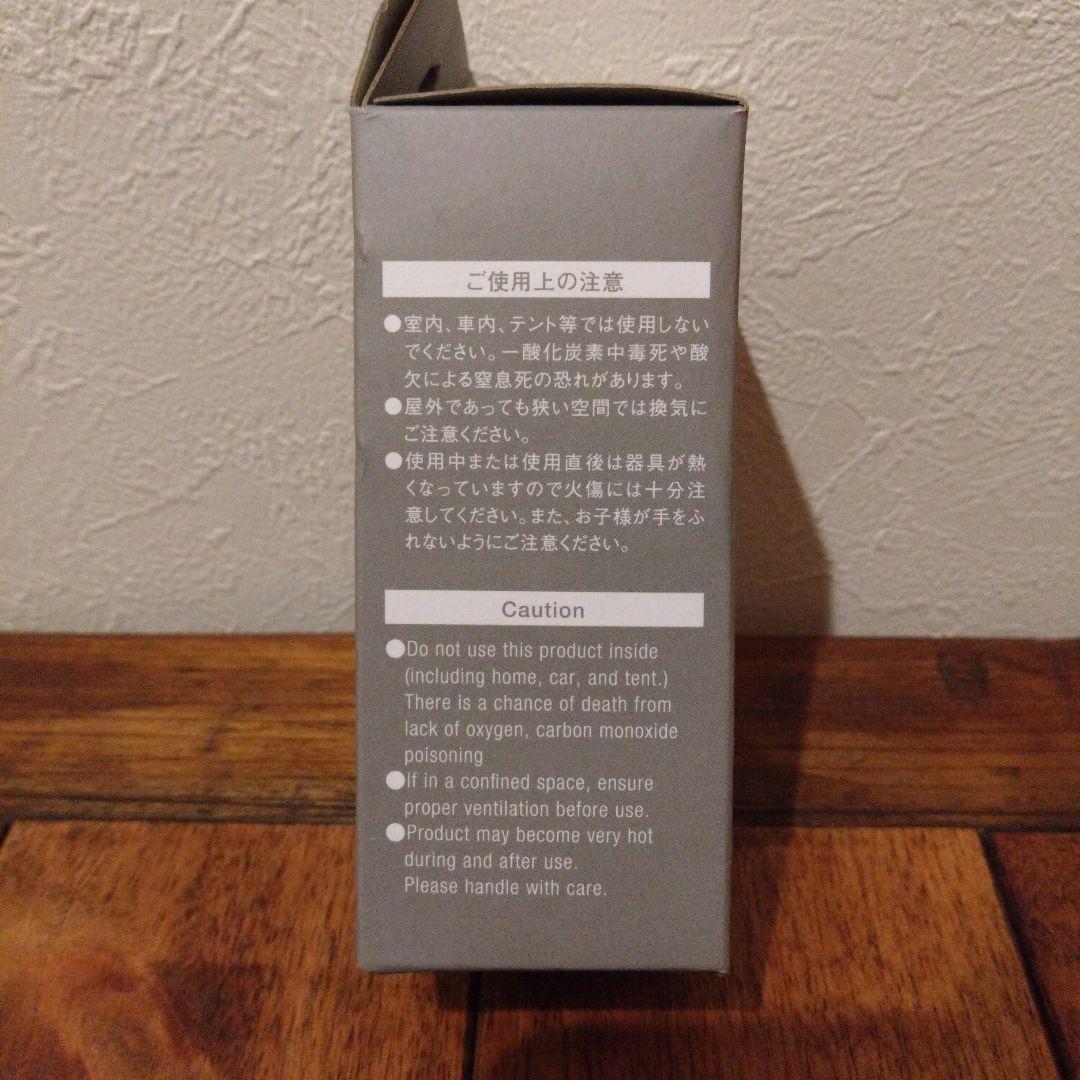 ご使用上の注意
●室内、車内、テント等では使用しない
でください。一酸化炭素中毒死や酸
欠による窒息死の恐れがあります。
●屋外であっても狭い空間では換気に
ご注意ください。
●使用中または使用直後は器具が熱
くなっていますので火傷には十分注
意してください。また、お子様が手をふ
れないようにご注意ください。
Caution
●Do not use this product inside
(including home, car, and tent.)
There is a chance of death from
lack of oxygen, carbon monoxide
poisoning
●If in a confined space, ensure
proper ventilation before use.
●Product may become very hot
during and after use.
Please handle with care.